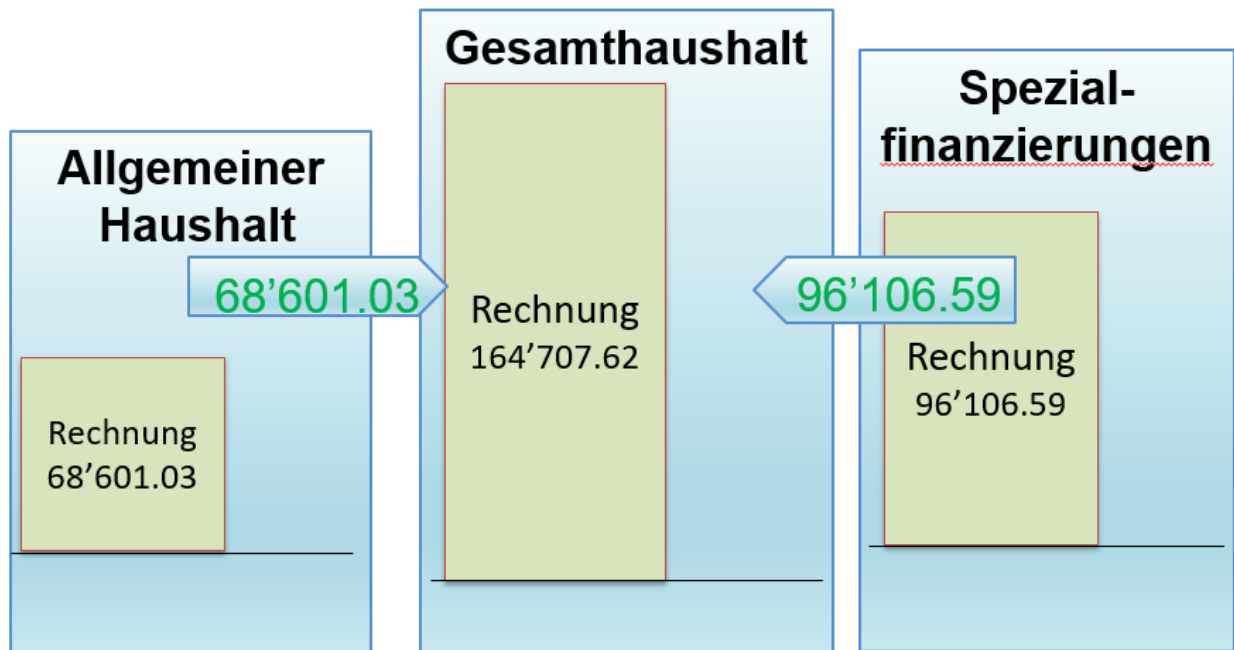 Allgemeiner
Haushalt
68’601.03
Rechnung
68’601.03
Gesamthaushalt
Rechnung
164’707.62
Spezial-
finanzierungen
96’106.59
Rechnung
96’106.59